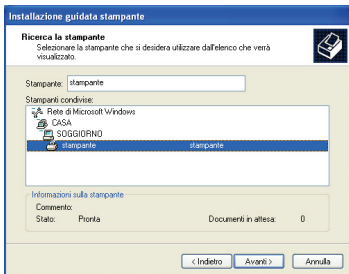 Installazione guidata stampante
Ricerca la stampante
Selezionare la stampante che si desidera utilizzare dall'elenco che verrà
visualizzato.
Stampante: stampante
Stampanti condivise:
Rete di Microsoft Windows
CASA
SOGGIORNO
stampante stampante
Informazioni sulla stampante
Commento:
Stato: Pronta Documenti in attesa: 0
< Indietro Avanti > Annulla